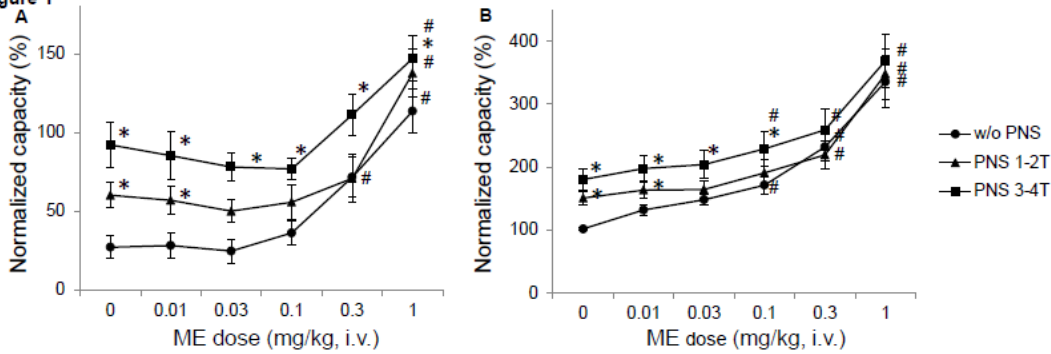 gure 1
A
Normalized capacity (%)
150
100
50
0
0 0.01 0.03 0.1 0.3 1
ME dose (mg/kg, i.v.)
* * * * * * * # # * # #
B
Normalized capacity (%)
400
300
200
100
0
0 0.01 0.03 0.1 0.3 1
ME dose (mg/kg, i.v.)
* * * * * # * # # # # # # #
w/o PNS
PNS 1-2T
PNS 3-4T